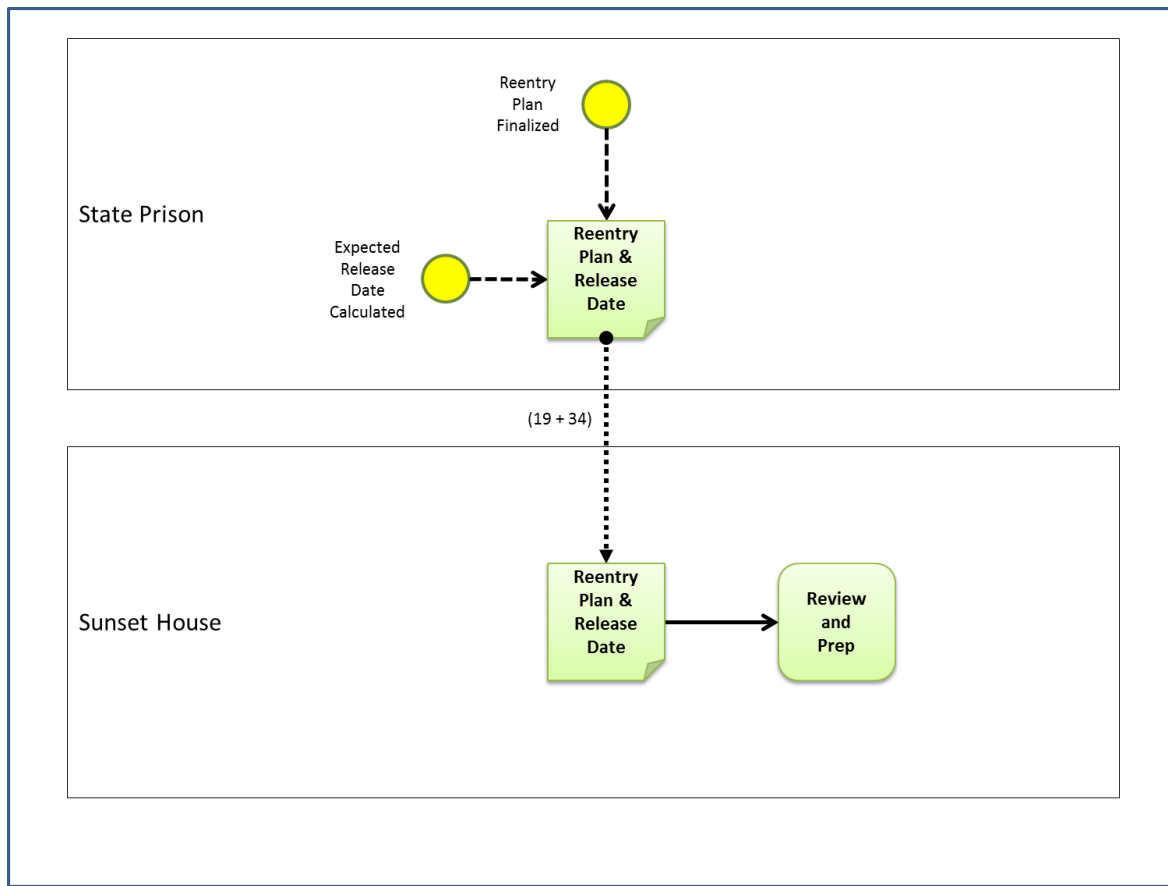 Reentry
Plan
Finalized
State Prison
Reentry
Plan &
Release
Date
Expected
Release
Date
Calculated
(19 + 34)
Sunset House
Reentry
Plan &
Release
Date
Review
and
Prep